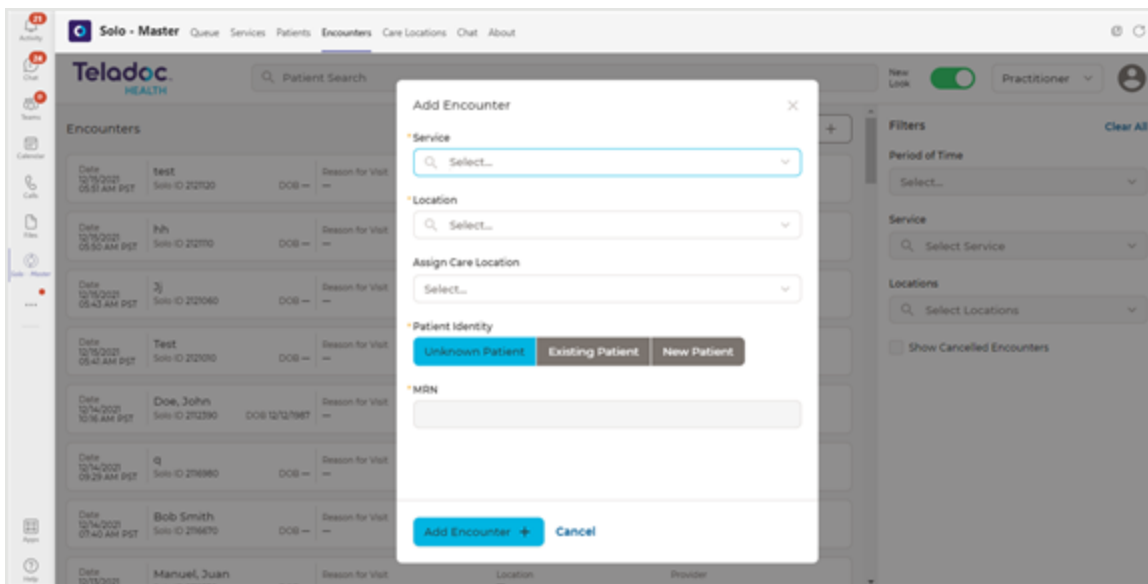 21
Activity
Solo - Master Queue Services Patients Encounters Care Locations Chat About
Chat
Teams
Calendar
Calls
Files
Solo - Master
Apps
Help
Teladoc.
HEALTH
Patient Search
New
Look
Practitioner
Encounters
+
Date
12/15/2021
05:51 AM PST
test
Solo ID 2121120
DOB —
Reason for Visit
—
Date
12/15/2021
05:50 AM PST
hh
Solo ID 2121110
DOB —
Reason for Visit
—
Date
12/15/2021
05:43 AM PST
Jj
Solo ID 2121060
DOB —
Reason for Visit
—
Date
12/15/2021
05:41 AM PST
Test
Solo ID 2121010
DOB —
Reason for Visit
—
Date
12/14/2021
10:16 AM PST
Doe, John
Solo ID 2112390
DOB 12/12/1987
Reason for Visit
—
Date
12/14/2021
09:29 AM PST
q
Solo ID 2116980
DOB —
Reason for Visit
—
Date
12/14/2021
07:40 AM PST
Bob Smith
Solo ID 2116670
DOB —
Reason for Visit
—
Date
12/13/2021
Manuel, Juan
Reason for Visit
Location
Provider
Add Encounter
*Service
Select...
*Location
Select...
Assign Care Location
Select...
*Patient Identity
Unknown Patient Existing Patient New Patient
*MRN
Add Encounter +
Cancel
Filters
Clear All
Period of Time
Select...
Service
Select Service
Locations
Select Locations
Show Cancelled Encounters